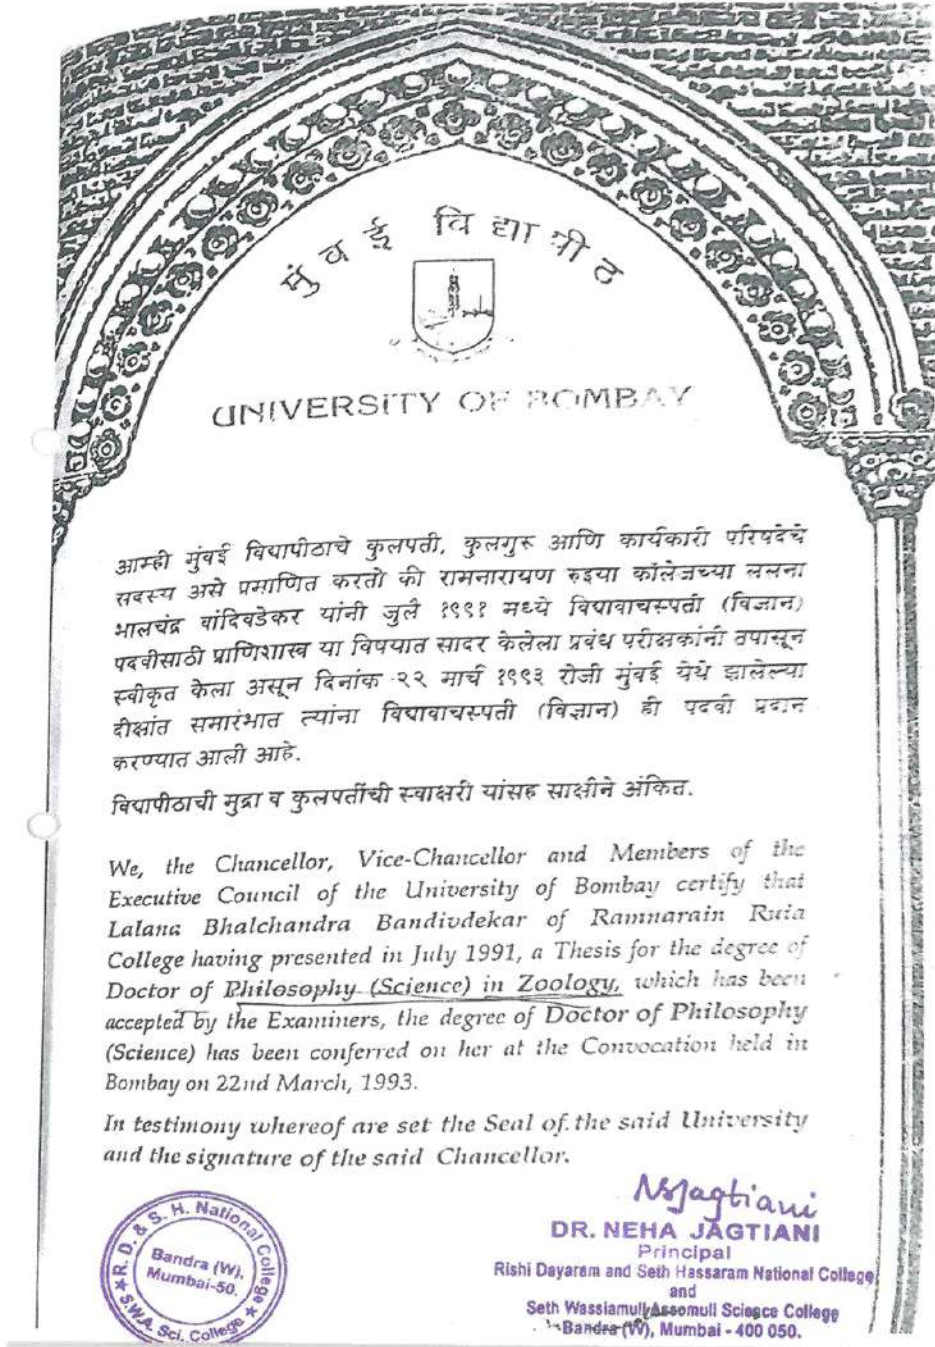 मुंबई विद्यापीठ
UNIVERSITY OF BOMBAY
आम्ही मुंबई विद्यापीठाचे कुलपती, कुलगुरू आणि कार्यकारी परिषदेचे
सदस्य असे प्रमाणित करतो की रामनारायण रुइया कॉलेजच्या ललना
भालचंद्र बांदिवडेकर यांनी जुलै १९९१ मध्ये विद्यावाचस्पती (विज्ञान)
पदवीसाठी प्राणिशास्त्र या विषयात सादर केलेला प्रबंध परीक्षकांनी तपासून
स्वीकृत केला असून दिनांक २२ मार्च १९९३ रोजी मुंबई येथे झालेल्या
दीक्षांत समारंभात त्यांना विद्यावाचस्पती (विज्ञान) ही पदवी प्रदान
करण्यात आली आहे.
विद्यापीठाची मुद्रा व कुलपतींची स्वाक्षरी यांसह साक्षीने अंकित.
We, the Chancellor, Vice-Chancellor and Members of the
Executive Council of the University of Bombay certify that
Lalana Bhalchandra Bandivdekar of Ramnarain Ruia
College having presented in July 1991, a Thesis for the degree of
Doctor of Philosophy (Science) in Zoology, which has been
accepted by the Examiners, the degree of Doctor of Philosophy
(Science) has been conferred on her at the Convocation held in
Bombay on 22nd March, 1993.
In testimony whereof are set the Seal of the said University
and the signature of the said Chancellor.
R. D. & S. H. National College
Bandra (W),
Mumbai-50.
S.W.A. Sci. College
NSJagtiani
DR. NEHA JAGTIANI
Principal
Rishi Dayaram and Seth Hassaram National College
and
Seth Wassiamull Assomull Science College
Bandra (W), Mumbai - 400 050.